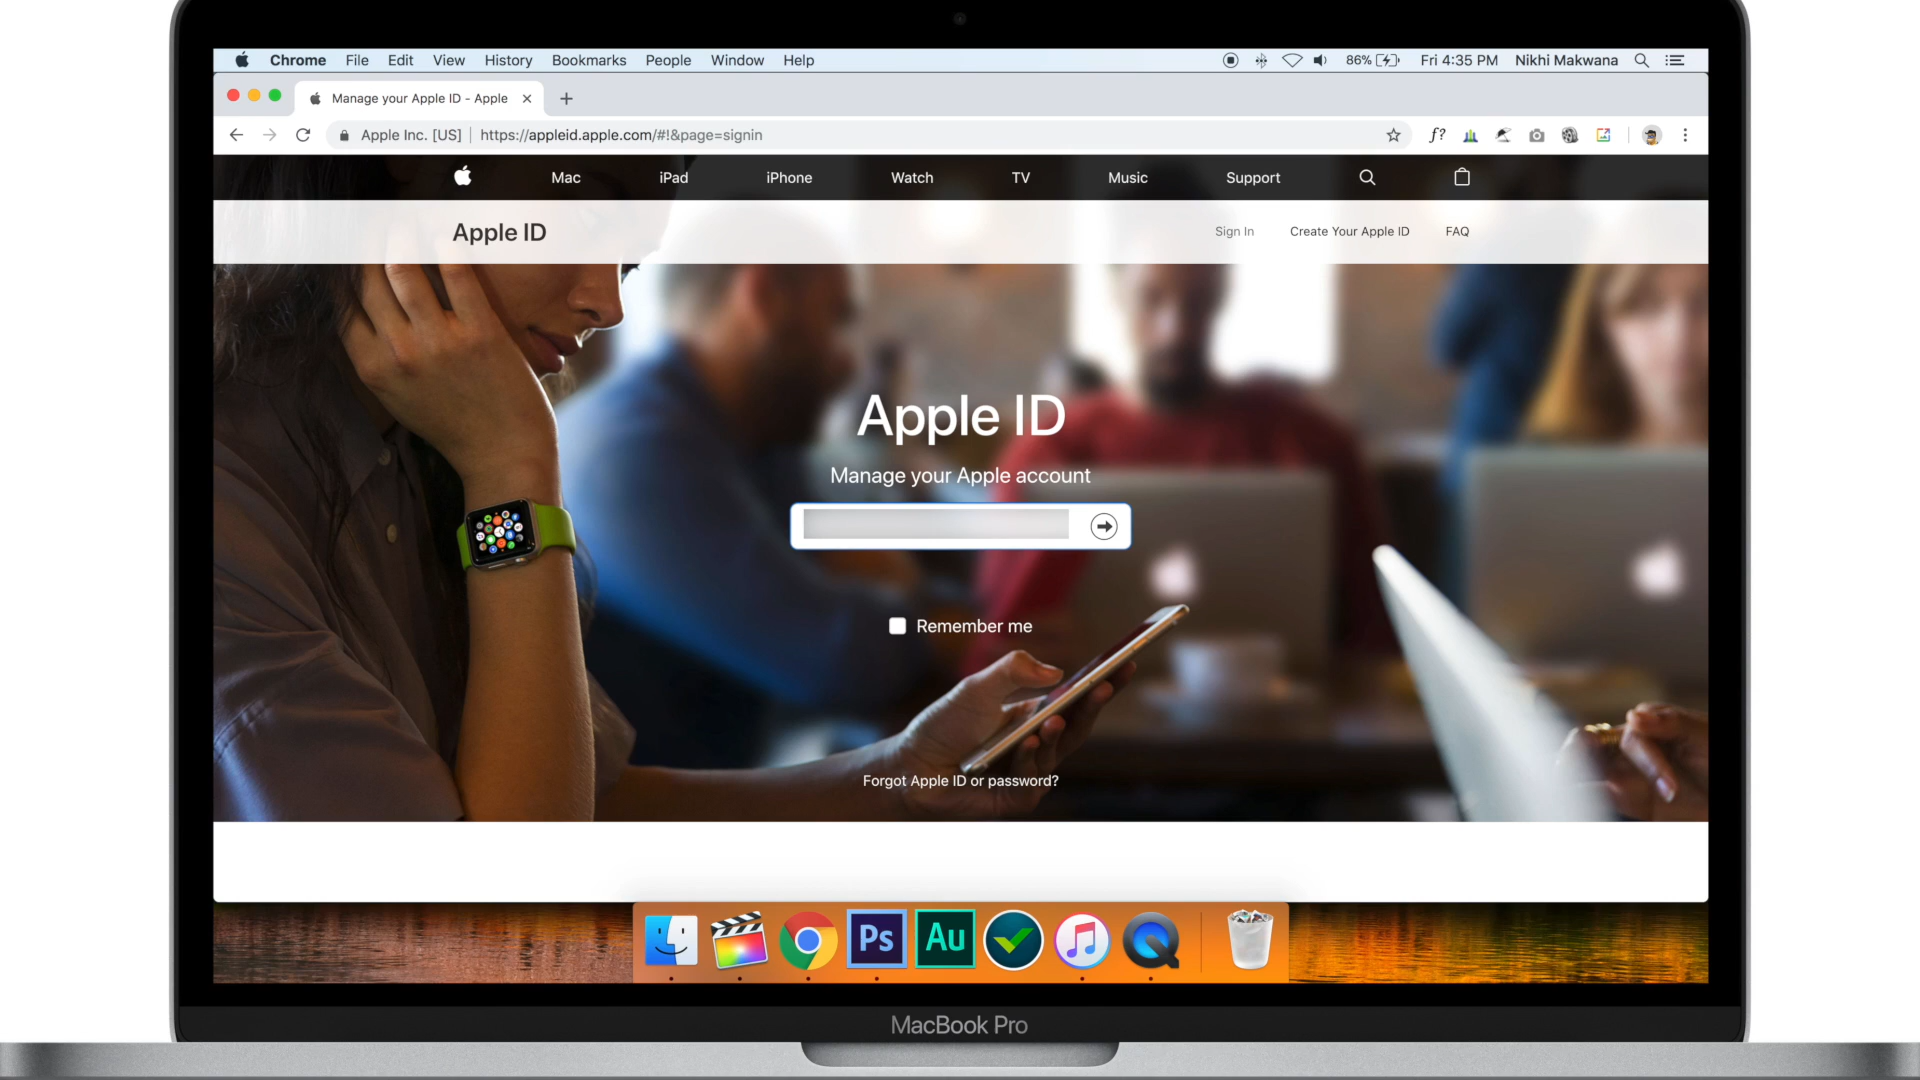 Chrome File Edit View History Bookmarks People Window Help 86% Fri 4:35 PM Nikhi Makwana
Manage your Apple ID - Apple
Apple Inc. [US] https://appleid.apple.com/#!&page=signin f?
Mac iPad iPhone Watch TV Music Support
Apple ID Sign In Create Your Apple ID FAQ
Apple ID
Manage your Apple account
Remember me
Forgot Apple ID or password?
Ps Au
MacBook Pro